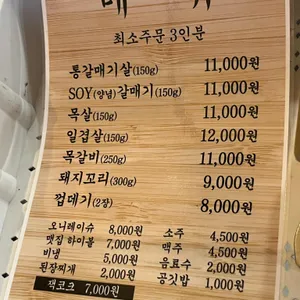 메뉴
최소주문 3인분
통갈매기살(150g) 11,000원
SOY(양념)갈매기(150g) 11,000원
목살(150g) 11,000원
일겹살(150g) 12,000원
목갈비(250g) 11,000원
돼지꼬리(300g) 9,000원
껍데기(2장) 8,000원
오니레이슈 8,000원 소주 4,500원
맷집 하이볼 7,000원 맥주 4,500원
비냉 5,000원 음료수 2,000원
된장찌개 2,000원 공깃밥 1,000원
잭코크 7,000원